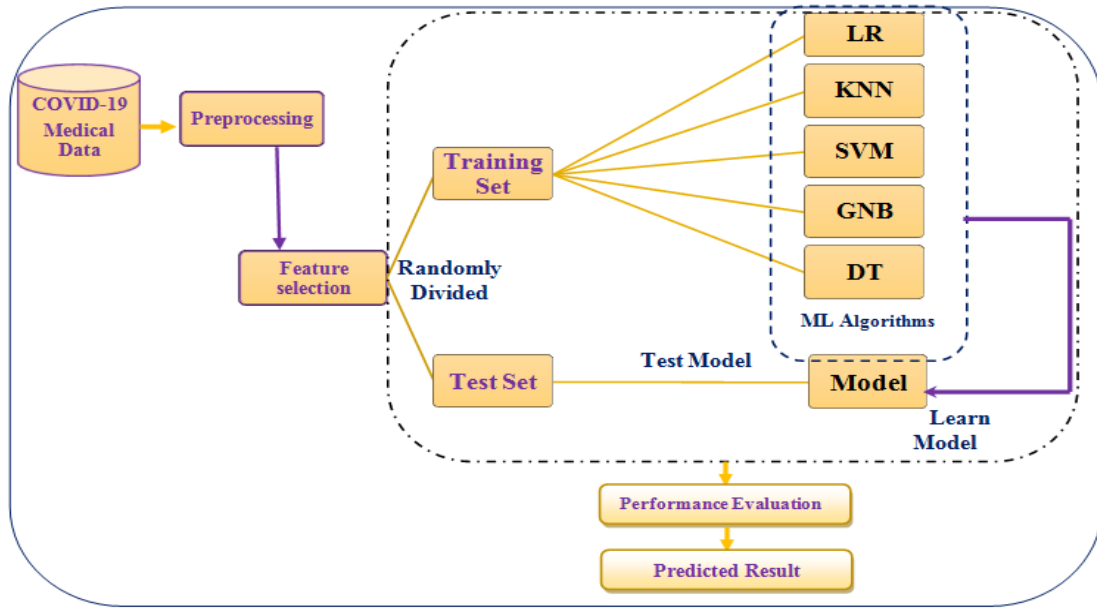 COVID-19
Medical
Data
Preprocessing
Feature
selection
Randomly
Divided
Training
Set
Test Set
LR
KNN
SVM
GNB
DT
ML Algorithms
Test Model
Model
Learn
Model
Performance Evaluation
Predicted Result